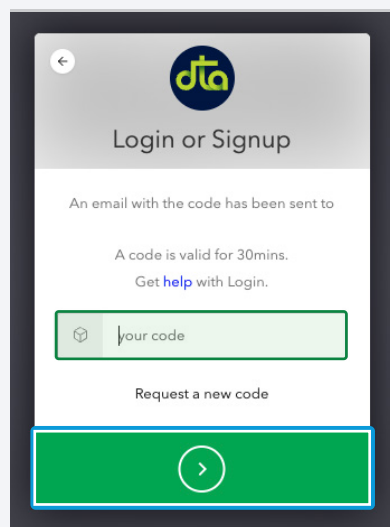 dta
Login or Signup
An email with the code has been sent to
A code is valid for 30mins.
Get help with Login.
your code
Request a new code